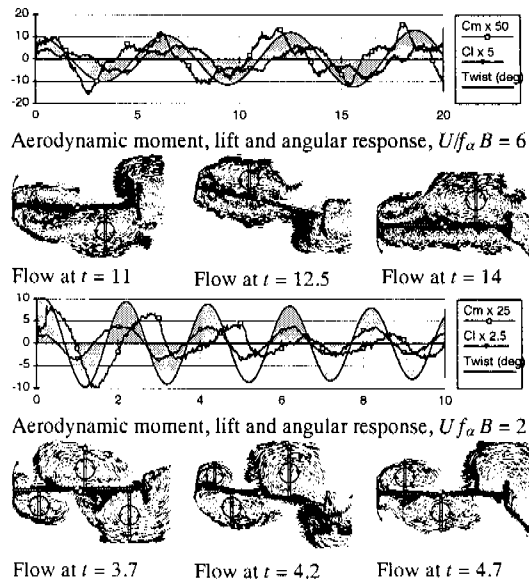 20
10
0
-10
-20
0 5 10 15 20
Cm x 50
Cl x 5
Twist (deg)
Aerodynamic moment, lift and angular response, U/fα B = 6
Flow at t = 11
Flow at t = 12.5
Flow at t = 14
10
5
0
-5
-10
0 2 4 6 8 10
Cm x 25
Cl x 2.5
Twist (deg)
Aerodynamic moment, lift and angular response, U fα B = 2
Flow at t = 3.7
Flow at t = 4.2
Flow at t = 4.7